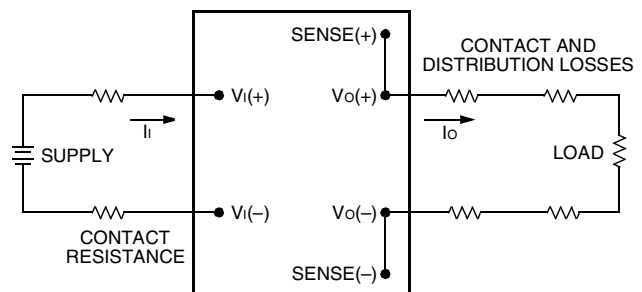 SENSE(+)
CONTACT AND
DISTRIBUTION LOSSES
VI(+)
VO(+)
II
IO
SUPPLY
LOAD
VI(–)
VO(–)
CONTACT
RESISTANCE
SENSE(–)